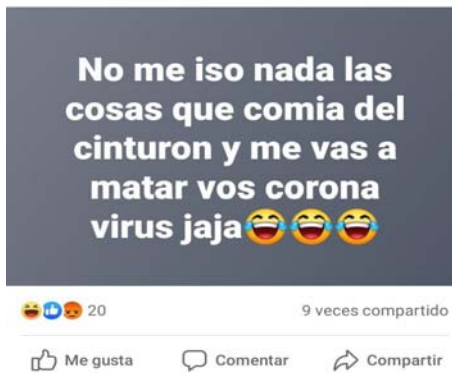 No me iso nada las
cosas que comia del
cinturon y me vas a
matar vos corona
virus jaja😂😂😂
20
9 veces compartido
Me gusta
Comentar
Compartir